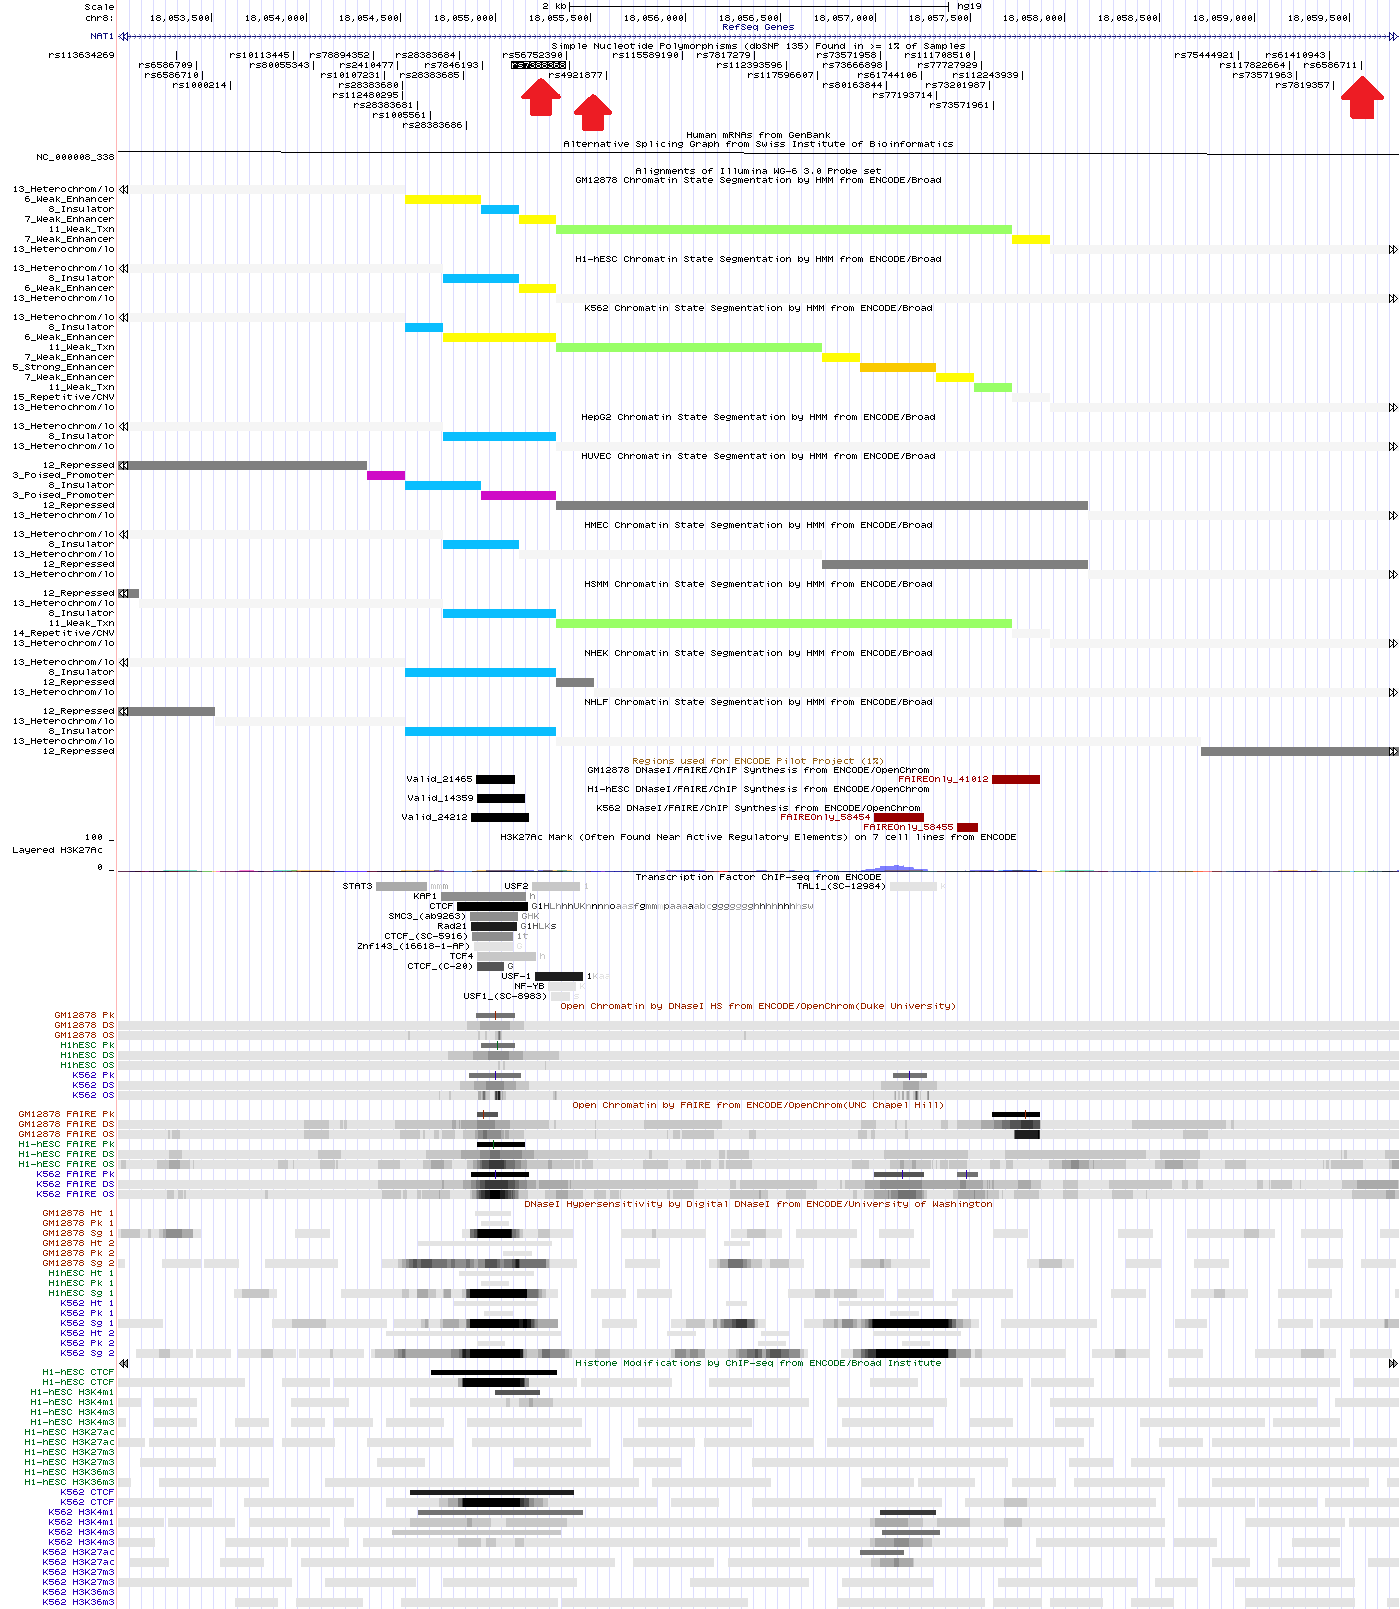 Scale 2 kb hg19
chr8: 18,053,500 18,054,000 18,054,500 18,055,000 18,055,500 18,056,000 18,056,500 18,057,000 18,057,500 18,058,000 18,058,500 18,059,000 18,059,500
RefSeq Genes
NAT1
Simple Nucleotide Polymorphisms (dbSNP 135) Found in >= 1% of Samples
rs113634269 rs10113445 rs78894352 rs28383684 rs56752390 rs115589190 rs7817279 rs73571958 rs111708510 rs75444921 rs61410943
rs6586709 rs80055343 rs2410477 rs7846193 rs7388368 rs112393596 rs73666898 rs77727929 rs117822664 rs6586711
rs6586710 rs10107231 rs28383685 rs4921877 rs117596607 rs61744106 rs112243939 rs73571963
rs1000214 rs28383680 rs80163844 rs73201987 rs7819357
rs112480295 rs77193714
rs28383681 rs73571961
rs1005561
rs28383686
Human mRNAs from GenBank
Alternative Splicing Graph from Swiss Institute of Bioinformatics
NC_000008_338
Alignments of Illumina WG-6 3.0 Probe set
GM12878 Chromatin State Segmentation by HMM from ENCODE/Broad
13_Heterochrom/lo
6_Weak_Enhancer
8_Insulator
7_Weak_Enhancer
11_Weak_Txn
7_Weak_Enhancer
13_Heterochrom/lo
H1-hESC Chromatin State Segmentation by HMM from ENCODE/Broad
13_Heterochrom/lo
8_Insulator
6_Weak_Enhancer
13_Heterochrom/lo
K562 Chromatin State Segmentation by HMM from ENCODE/Broad
13_Heterochrom/lo
8_Insulator
6_Weak_Enhancer
11_Weak_Txn
7_Weak_Enhancer
5_Strong_Enhancer
7_Weak_Enhancer
11_Weak_Txn
15_Repetitive/CNV
13_Heterochrom/lo
HepG2 Chromatin State Segmentation by HMM from ENCODE/Broad
13_Heterochrom/lo
8_Insulator
13_Heterochrom/lo
HUVEC Chromatin State Segmentation by HMM from ENCODE/Broad
12_Repressed
3_Poised_Promoter
8_Insulator
3_Poised_Promoter
12_Repressed
13_Heterochrom/lo
HMEC Chromatin State Segmentation by HMM from ENCODE/Broad
13_Heterochrom/lo
8_Insulator
13_Heterochrom/lo
12_Repressed
13_Heterochrom/lo
HSMM Chromatin State Segmentation by HMM from ENCODE/Broad
12_Repressed
13_Heterochrom/lo
8_Insulator
11_Weak_Txn
14_Repetitive/CNV
13_Heterochrom/lo
NHEK Chromatin State Segmentation by HMM from ENCODE/Broad
13_Heterochrom/lo
8_Insulator
12_Repressed
13_Heterochrom/lo
NHLF Chromatin State Segmentation by HMM from ENCODE/Broad
12_Repressed
13_Heterochrom/lo
8_Insulator
13_Heterochrom/lo
12_Repressed
Regions used for ENCODE Pilot Project (1%)
GM12878 DNaseI/FAIRE/ChIP Synthesis from ENCODE/OpenChrom
Valid_21465 FAIREOnly_41012
H1-hESC DNaseI/FAIRE/ChIP Synthesis from ENCODE/OpenChrom
Valid_14359
K562 DNaseI/FAIRE/ChIP Synthesis from ENCODE/OpenChrom
Valid_24212 FAIREOnly_58454
FAIREOnly_58455
H3K27Ac Mark (Often Found Near Active Regulatory Elements) on 7 cell lines from ENCODE
100
Layered H3K27Ac
0
Transcription Factor ChIP-seq from ENCODE
STAT3 mmm USF2 l TAL1_(SC-12984) K
KAP1 h
CTCF
SMC3_(ab9263) GHK
Rad21 G1HLKs
CTCF_(SC-5916) 1t
Znf143_(16618-1-AP)
TCF4 h
CTCF_(C-20) G
USF-1
NF-YB K
USF1_(SC-8983)
Open Chromatin by DNaseI HS from ENCODE/OpenChrom(Duke University)
GM12878 Pk
GM12878 DS
GM12878 OS
H1hESC Pk
H1hESC DS
H1hESC OS
K562 Pk
K562 DS
K562 OS
Open Chromatin by FAIRE from ENCODE/OpenChrom(UNC Chapel Hill)
GM12878 FAIRE Pk
GM12878 FAIRE DS
GM12878 FAIRE OS
H1-hESC FAIRE Pk
H1-hESC FAIRE DS
H1-hESC FAIRE OS
K562 FAIRE Pk
K562 FAIRE DS
K562 FAIRE OS
DNaseI Hypersensitivity by Digital DNaseI from ENCODE/University of Washington
GM12878 Ht 1
GM12878 Pk 1
GM12878 Sg 1
GM12878 Ht 2
GM12878 Pk 2
GM12878 Sg 2
H1hESC Ht 1
H1hESC Pk 1
H1hESC Sg 1
K562 Ht 1
K562 Pk 1
K562 Sg 1
K562 Ht 2
K562 Pk 2
K562 Sg 2
Histone Modifications by ChIP-seq from ENCODE/Broad Institute
H1-hESC CTCF
H1-hESC CTCF
H1-hESC H3K4m1
H1-hESC H3K4m1
H1-hESC H3K4m3
H1-hESC H3K4m3
H1-hESC H3K27ac
H1-hESC H3K27ac
H1-hESC H3K27m3
H1-hESC H3K27m3
H1-hESC H3K36m3
H1-hESC H3K36m3
K562 CTCF
K562 CTCF
K562 H3K4m1
K562 H3K4m1
K562 H3K4m3
K562 H3K4m3
K562 H3K27ac
K562 H3K27ac
K562 H3K27m3
K562 H3K27m3
K562 H3K36m3
K562 H3K36m3